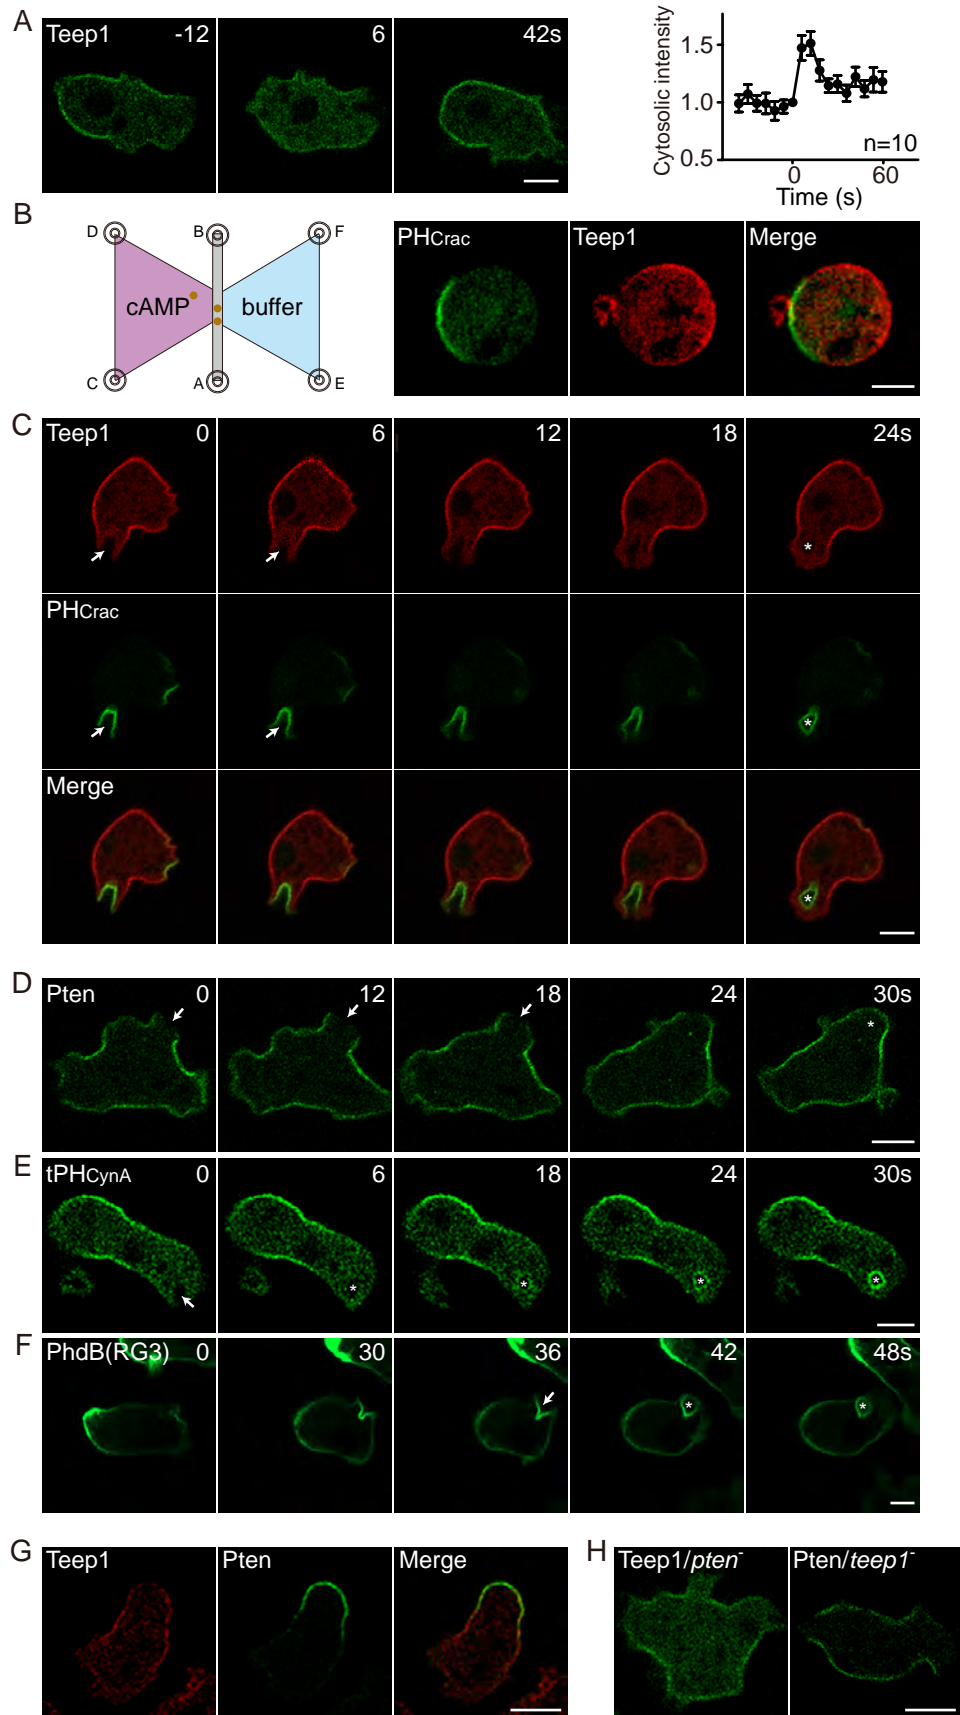 A
Teep1 -12 6 42s
Cytosolic intensity
1.5
1.0
0.5
n=10
0 60
Time (s)
B
D B F
cAMP buffer
C A E
PHCrac Teep1 Merge
C
Teep1 0 6 12 18 24s
*
PHCrac
*
Merge
*
D
Pten 0 12 18 24 30s
*
E
tPHCynA 0 6 18 24 30s
* * * *
F
PhdB(RG3) 0 30 36 42 48s
* *
G
Teep1 Pten Merge
H
Teep1/pten- Pten/teep1-